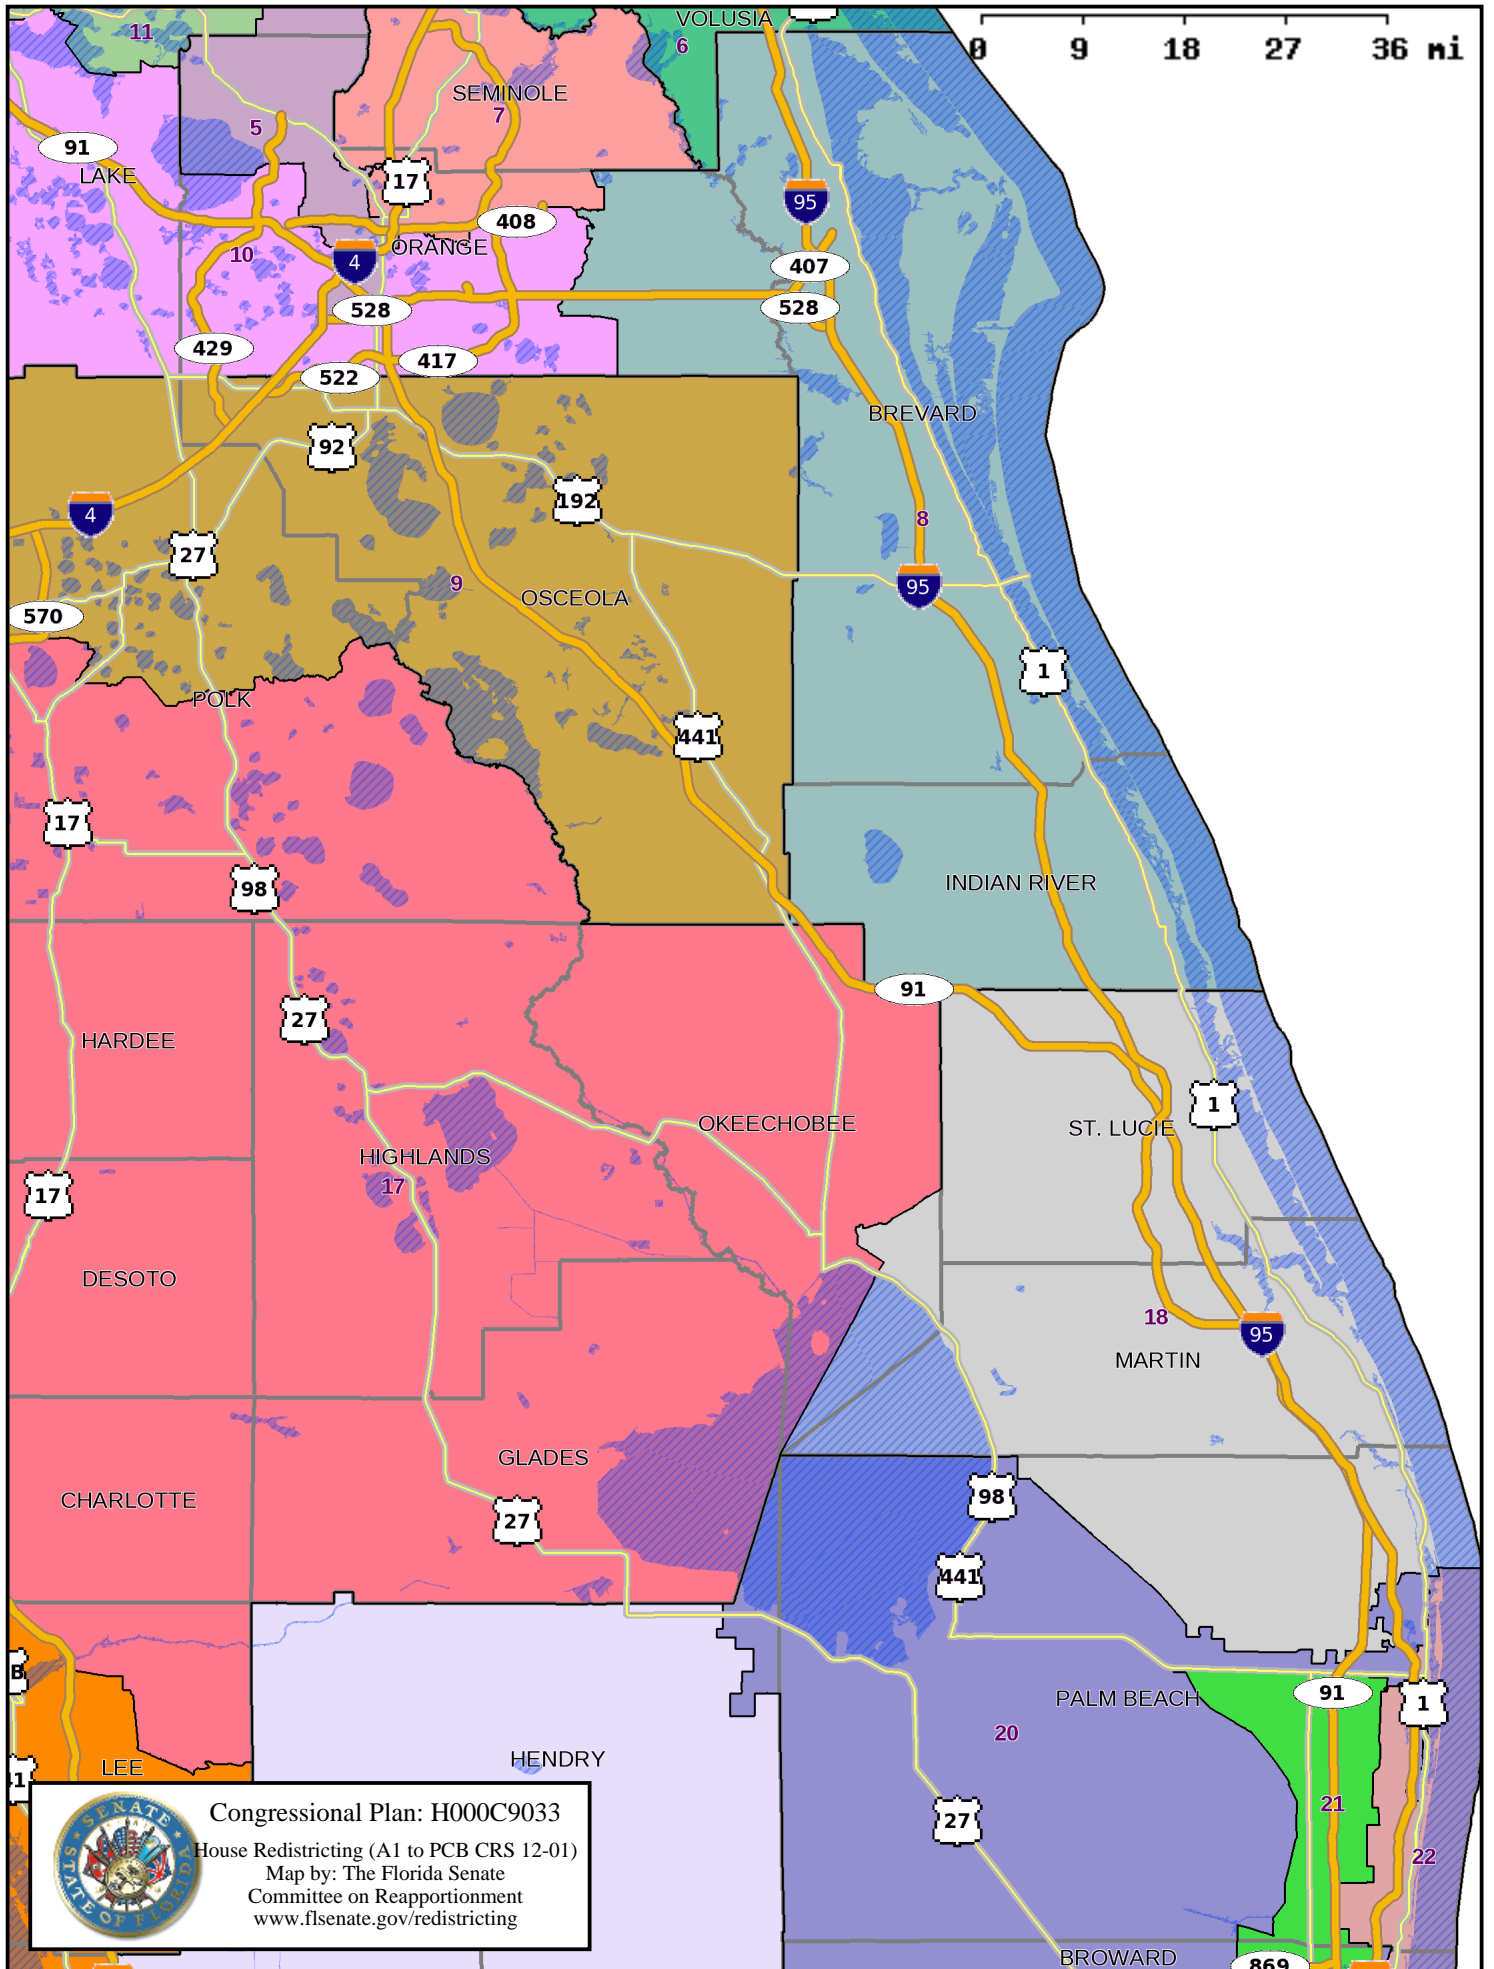 VOLUSIA
11
6
0 9 18 27 36 mi
SEMINOLE
7
5
91
LAKE
17
95
408
10
ORANGE
4
407
528
528
429
417
522
BREVARD
92
192
4
8
27
9
95
OSCEOLA
570
1
POLK
441
17
98
INDIAN RIVER
91
27
HARDEE
1
OKEECHOBEE
ST. LUCIE
HIGHLANDS
17
17
DESOTO
18
95
MARTIN
GLADES
98
CHARLOTTE
27
441
B
PALM BEACH
91
1
20
HENDRY
LEE
41
21
27
22
BROWARD
869
SENATE
STATE OF FLORIDA
Congressional Plan: H000C9033
House Redistricting (A1 to PCB CRS 12-01)
Map by: The Florida Senate
Committee on Reapportionment
www.flsenate.gov/redistricting